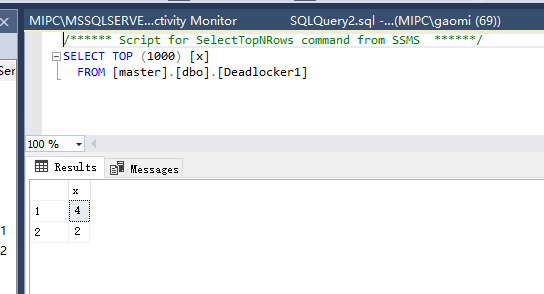 MIPC\MSSQLSERVE...ctivity Monitor SQLQuery2.sql -...(MIPC\gaomi (69))
/****** Script for SelectTopNRows command from SSMS ******/
SELECT TOP (1000) [x]
FROM [master].[dbo].[Deadlocker1]
Ser
100 %
Results Messages
x
1 4
2 2
1
2